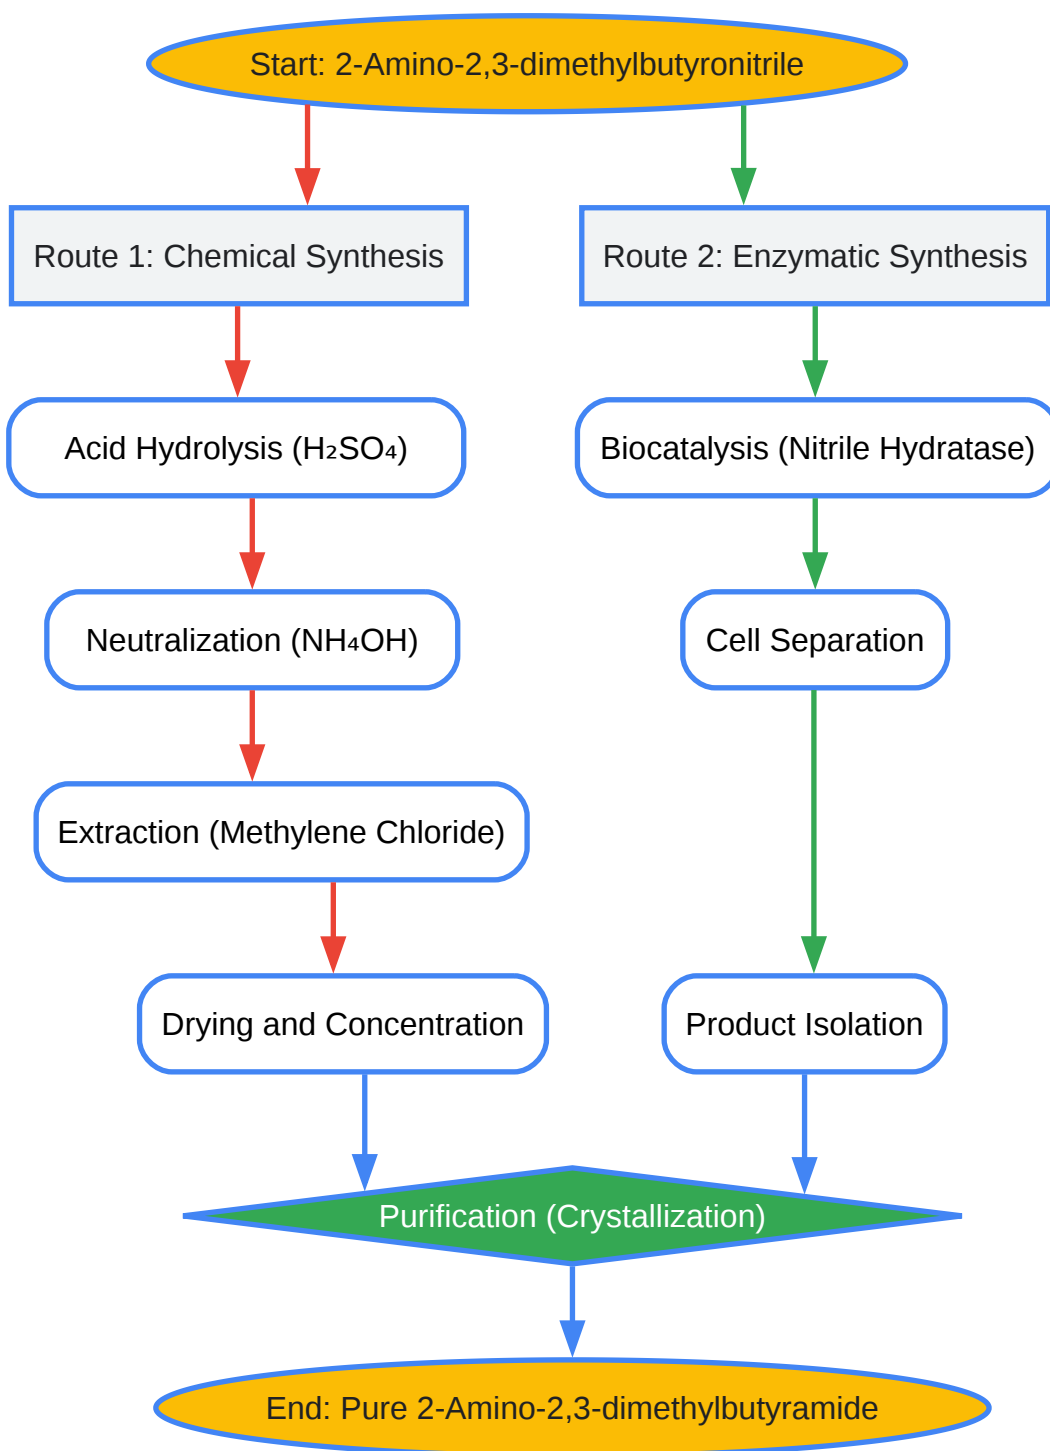 Start: 2-Amino-2,3-dimethylbutyronitrile
Route 1: Chemical Synthesis
Route 2: Enzymatic Synthesis
Acid Hydrolysis (H₂SO₄)
Biocatalysis (Nitrile Hydratase)
Neutralization (NH₄OH)
Cell Separation
Extraction (Methylene Chloride)
Drying and Concentration
Product Isolation
Purification (Crystallization)
End: Pure 2-Amino-2,3-dimethylbutyramide